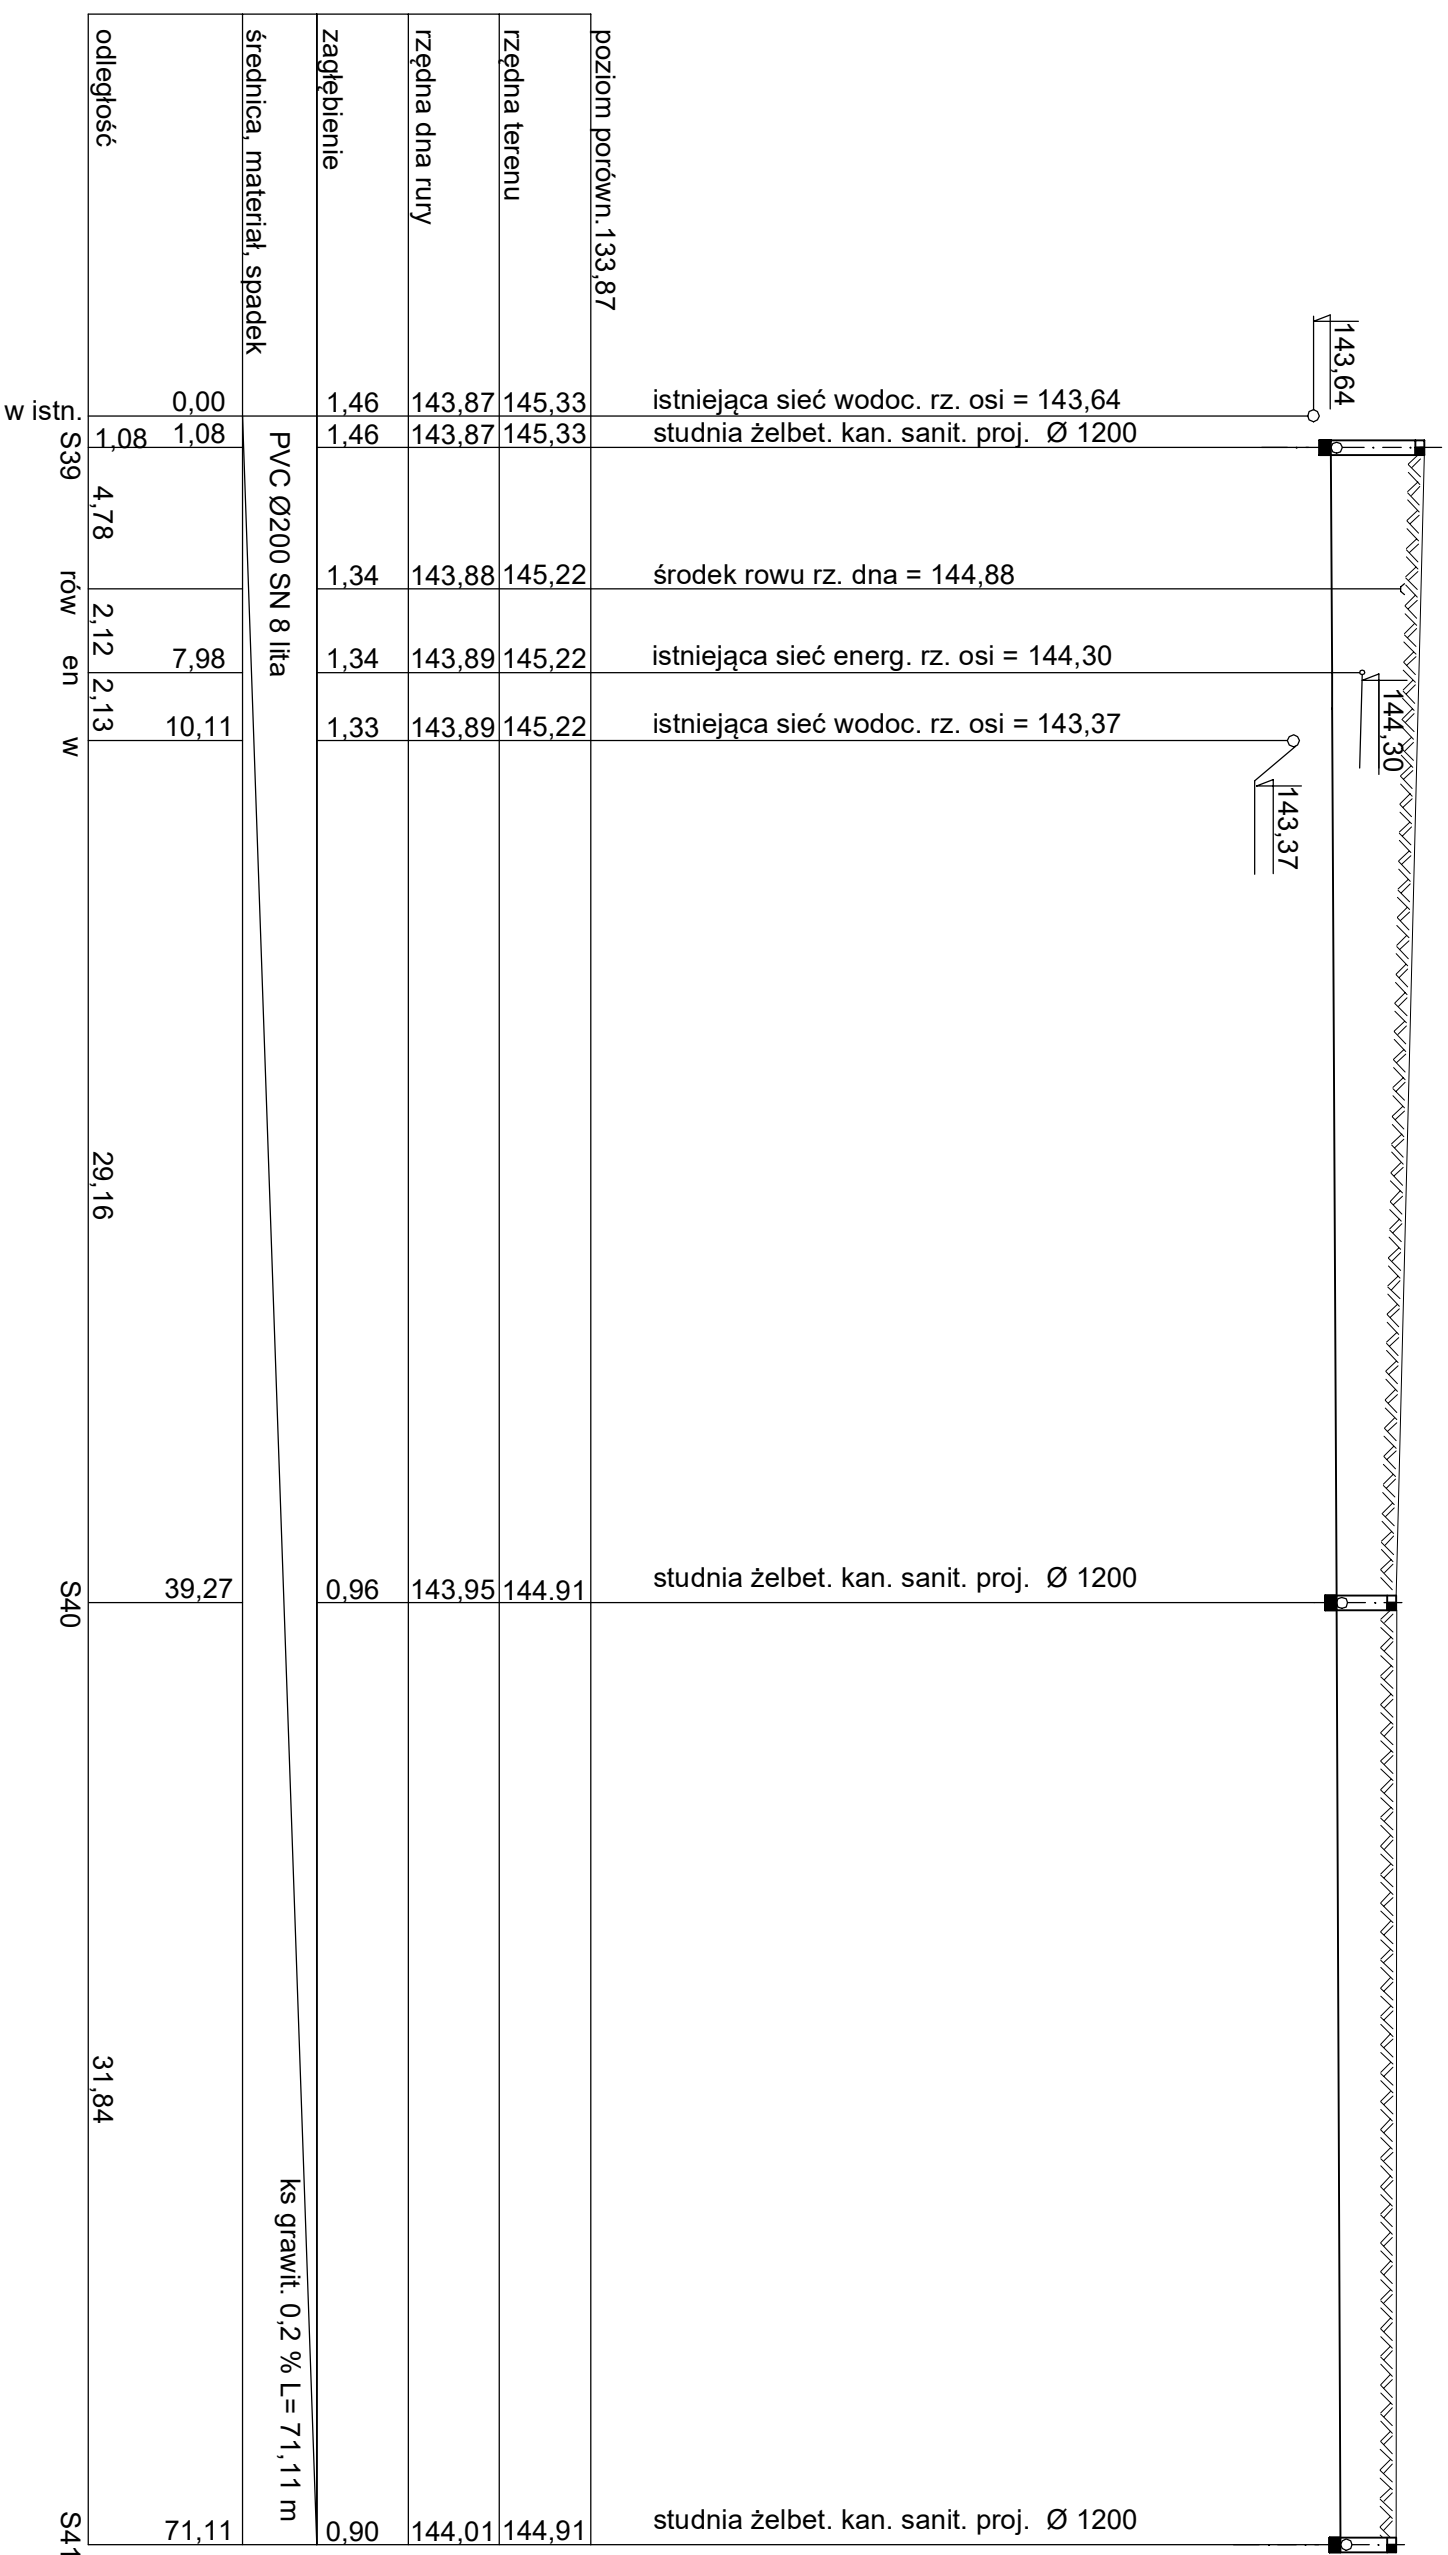 poziom porówn.133,87
rzędna terenu
rzędna dna rury
zagłębienie
średnica, materiał, spadek
odległość
143,64
w istn.
0,00
1,46
143,87
145,33
istniejąca sieć wodoc. rz. osi = 143,64
S39
1,08
1,08
1,46
143,87
145,33
studnia żelbet. kan. sanit. proj. Ø 1200
PVC Ø200 SN 8 lita
4,78
rów
1,34
143,88
145,22
środek rowu rz. dna = 144,88
2,12
en
7,98
1,34
143,89
145,22
istniejąca sieć energ. rz. osi = 144,30
144,30
2,13
w
10,11
1,33
143,89
145,22
istniejąca sieć wodoc. rz. osi = 143,37
143,37
29,16
S40
39,27
0,96
143,95
144.91
studnia żelbet. kan. sanit. proj. Ø 1200
31,84
ks grawit. 0,2 % L= 71,11 m
S41
71,11
0,90
144,01
144,91
studnia żelbet. kan. sanit. proj. Ø 1200